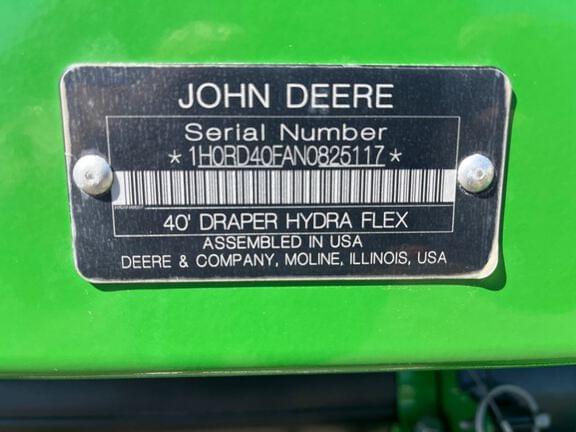 JOHN DEERE
Serial Number
*1H0RD40FAN0825117*
40' DRAPER HYDRA FLEX
ASSEMBLED IN USA
DEERE & COMPANY, MOLINE, ILLINOIS, USA